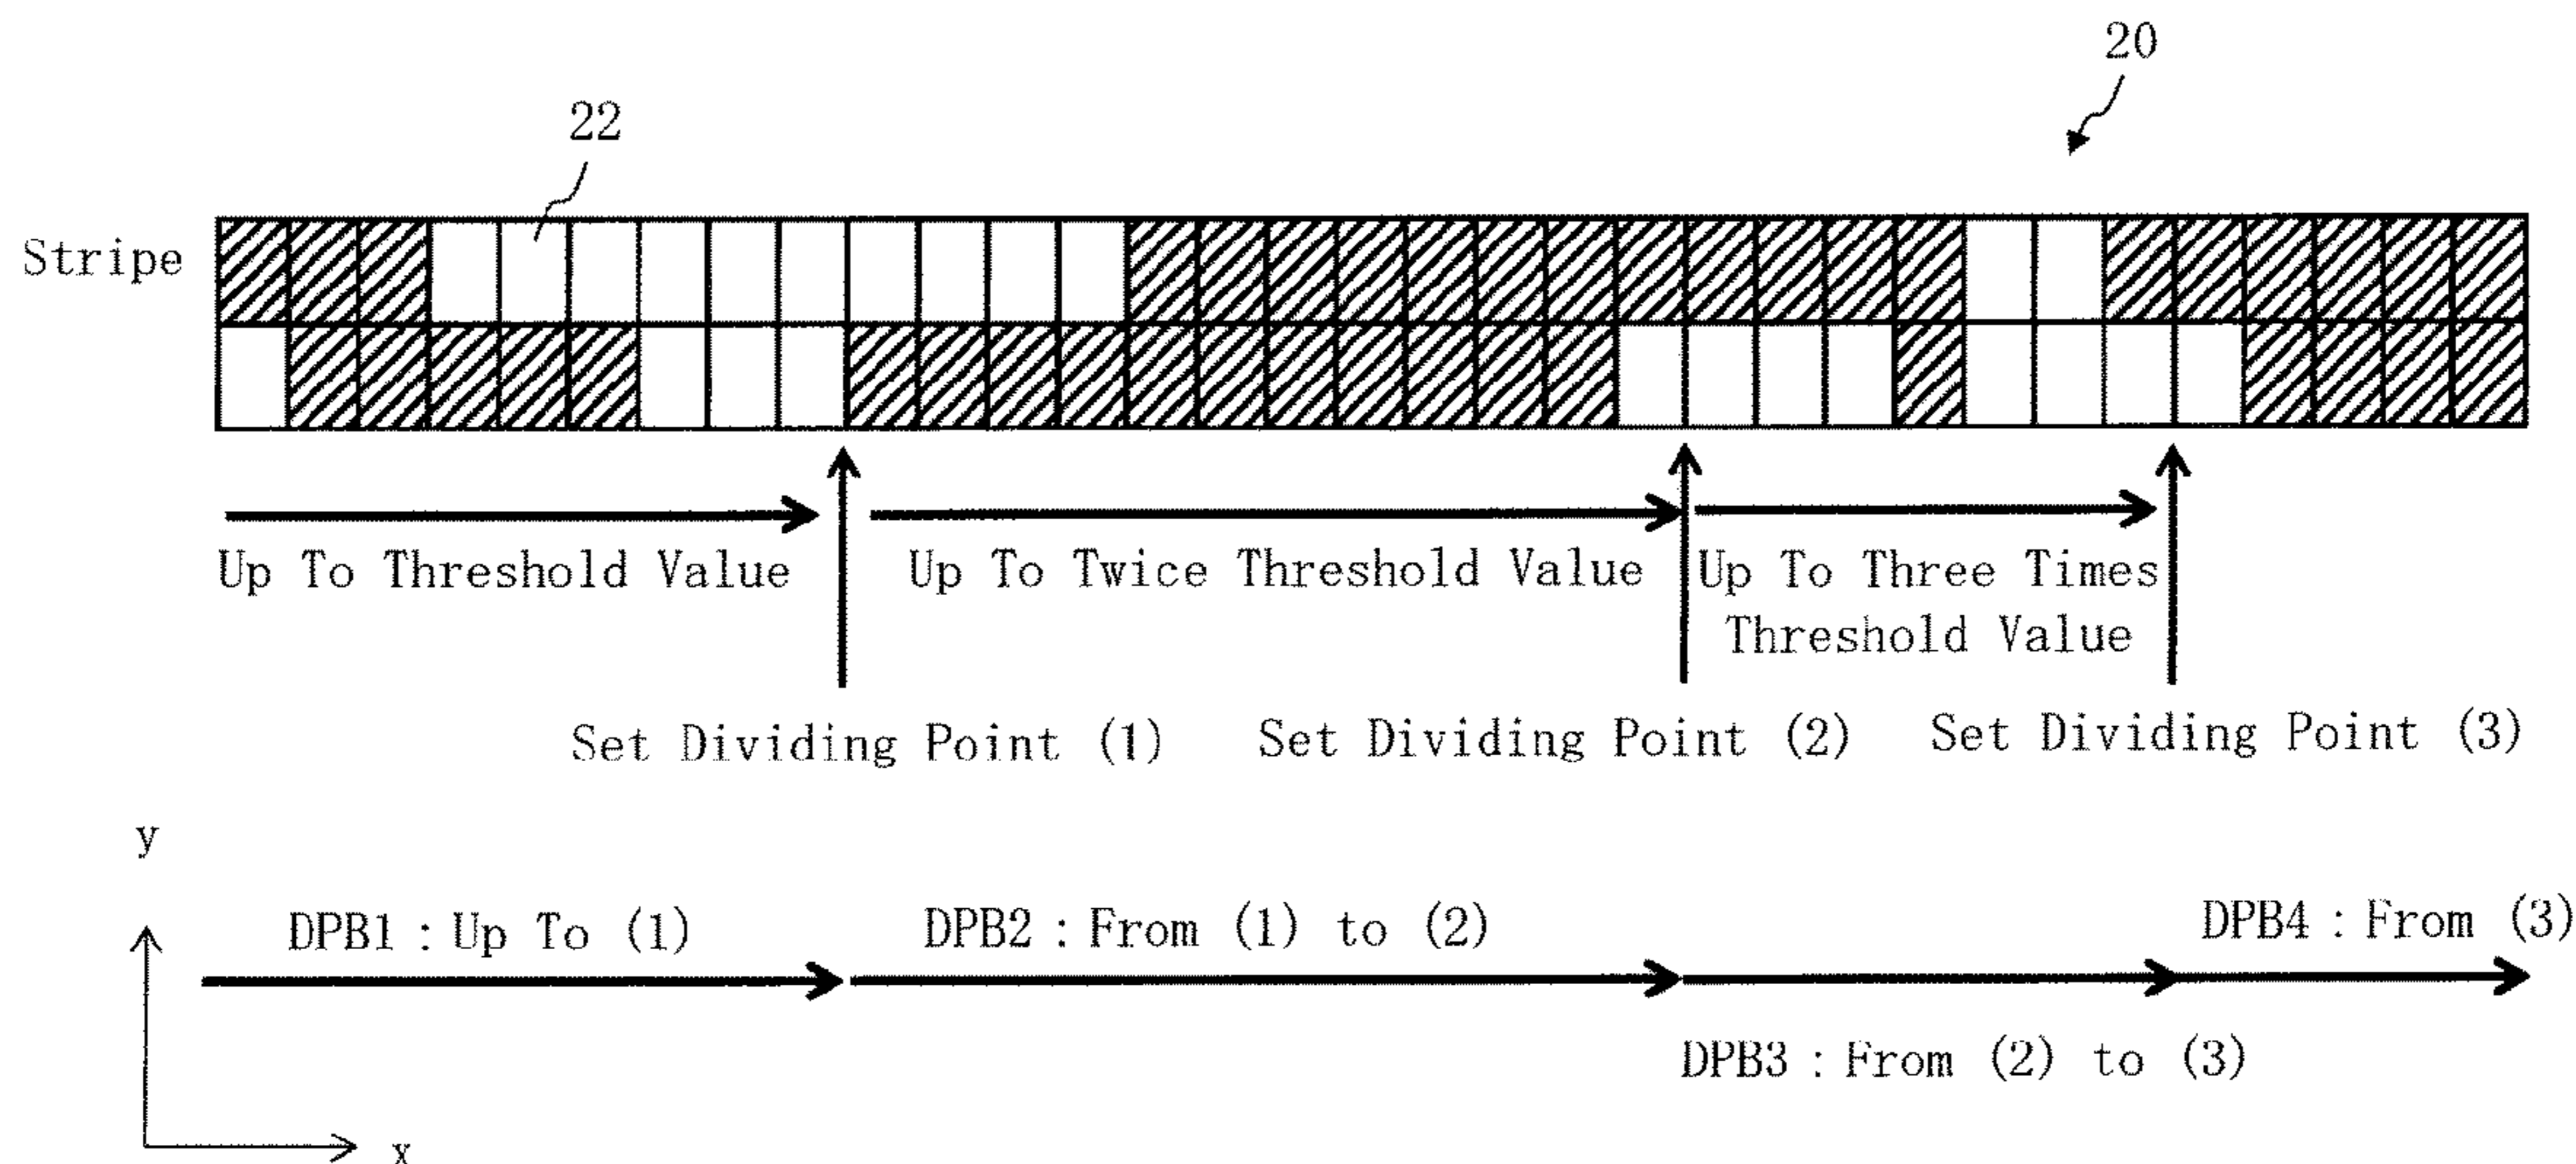 20
22
Stripe
Up To Threshold Value
Up To Twice Threshold Value
Up To Three Times
Threshold Value
Set Dividing Point (1)
Set Dividing Point (2)
Set Dividing Point (3)
y
DPB1 : Up To (1)
DPB2 : From (1) to (2)
DPB4 : From (3)
DPB3 : From (2) to (3)
x